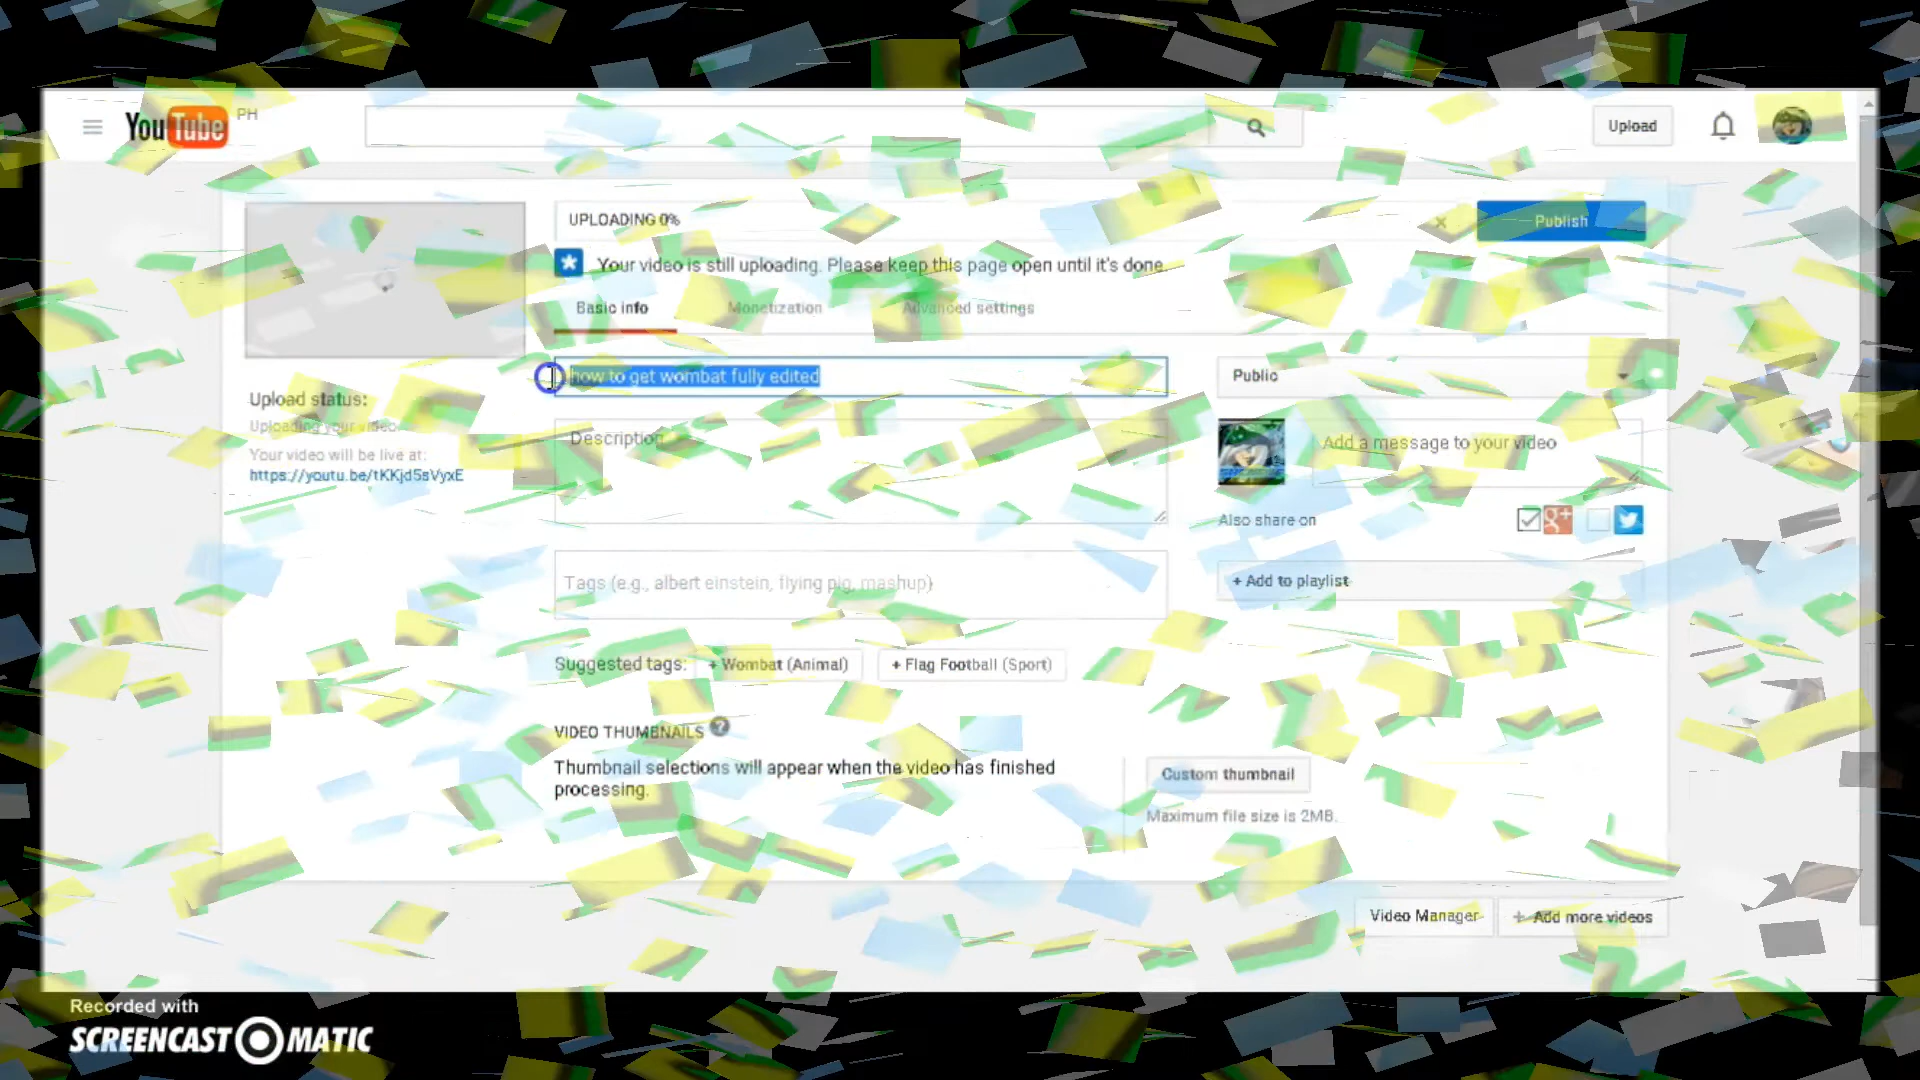 YouTube PH
Upload
UPLOADING 0%
Publish
Your video is still uploading. Please keep this page open until it's done.
Basic info Monetization Advanced settings
how to get wombat fully edited
Public
Upload status:
Uploading your video.
Your video will be live at:
https://youtu.be/tKKjd5sVyxE
Description
Add a message to your video
Also share on
g+
Tags (e.g., albert einstein, flying pig, mashup)
+ Add to playlist
Suggested tags: + Wombat (Animal) + Flag Football (Sport)
VIDEO THUMBNAILS ?
Thumbnail selections will appear when the video has finished
processing.
Custom thumbnail
Maximum file size is 2MB.
Video Manager + Add more videos
Recorded with
SCREENCAST O MATIC